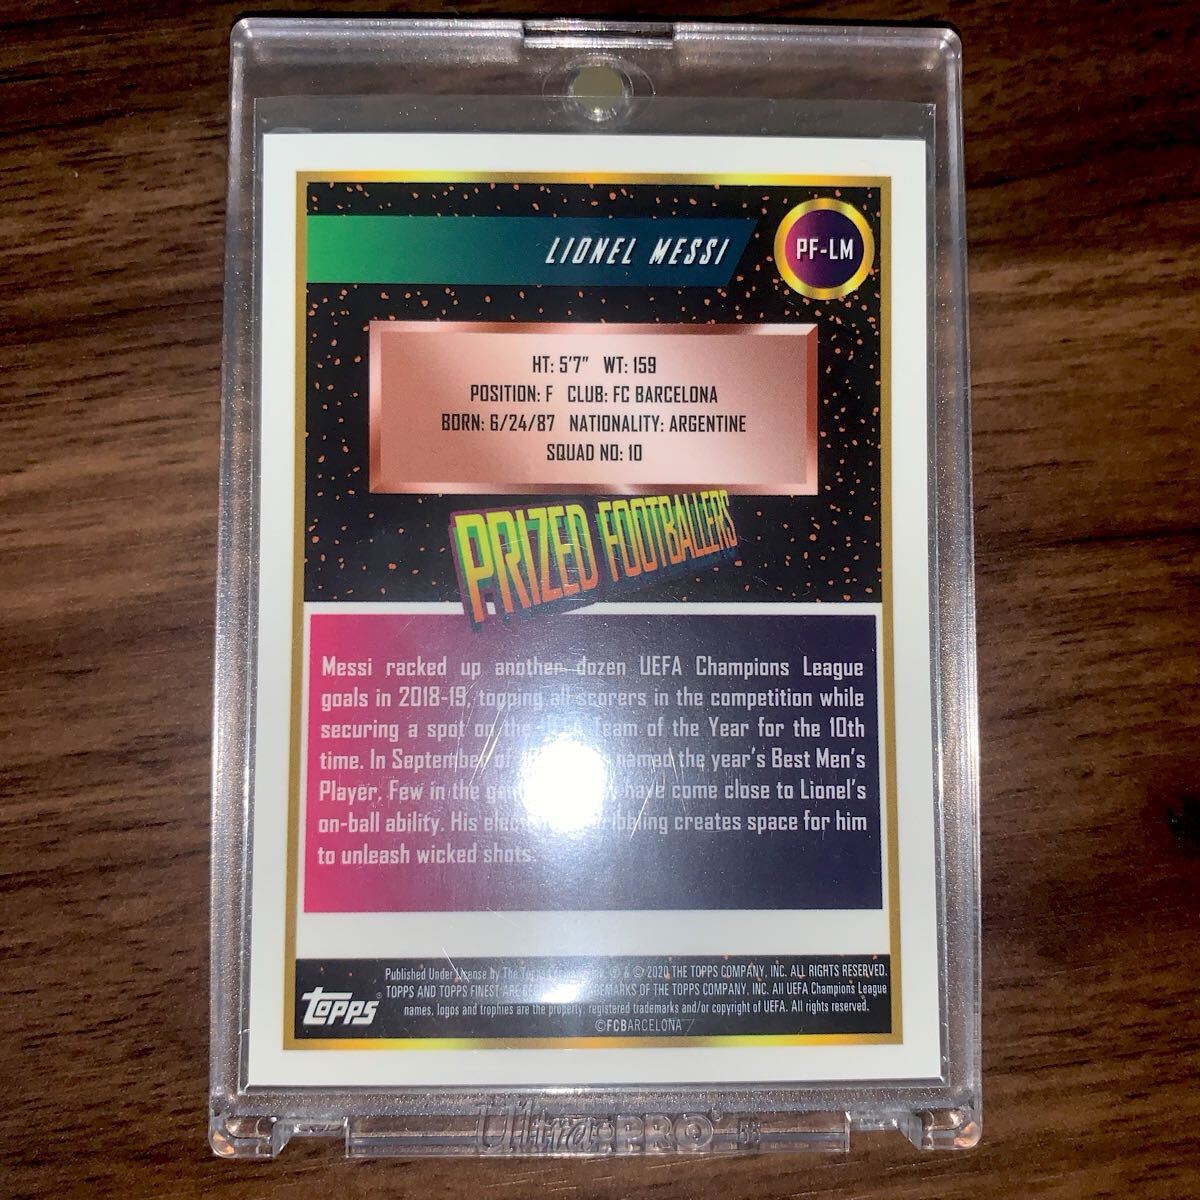 LIONEL MESSI
PF-LM
HT: 5'7" WT: 159
POSITION: F CLUB: FC BARCELONA
BORN: 6/24/87 NATIONALITY: ARGENTINE
SQUAD NO: 10
PRIZED FOOTBALLERS
Messi racked up another dozen UEFA Champions League
goals in 2018-19, topping all scorers in the competition while
securing a spot on the Team of the Year for the 10th
time. In September of named the year's Best Men's
Player. Few in the have come close to Lionel's
on-ball ability. His creates space for him
to unleash wicked shots.
Published Under License by The Topps ® & © 2020 THE TOPPS COMPANY, INC. ALL RIGHTS RESERVED.
TOPPS AND TOPPS FINEST ARE OF THE TOPPS COMPANY, INC. All UEFA Champions League
names, logos and trophies are the property, registered trademarks and/or copyright of UEFA. All rights reserved.
©FCBARCELONA
Topps
Ultra·PRO